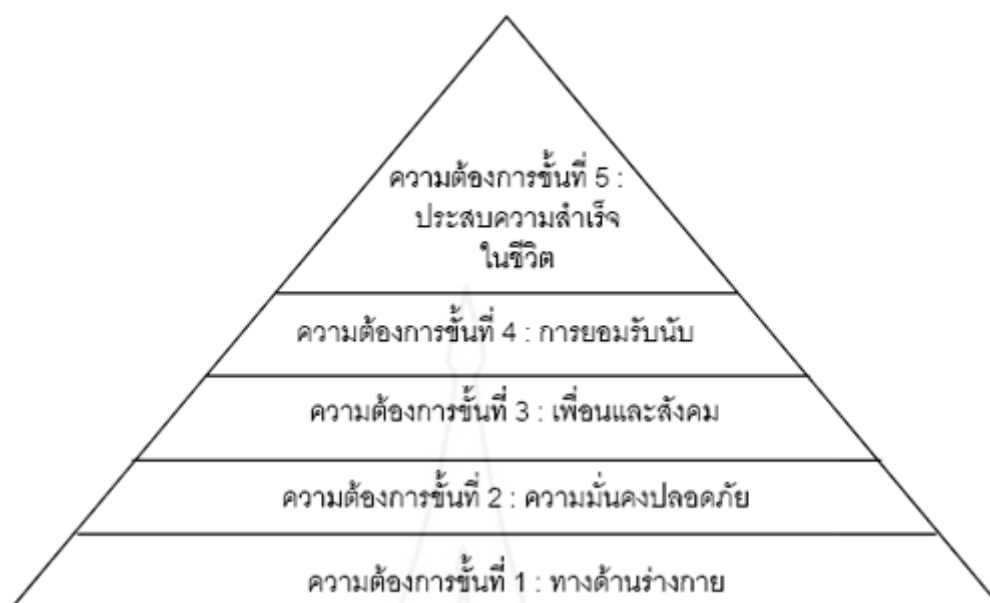 ความต้องการขั้นที่ 5 :
ประสบความสำเร็จ
ในชีวิต
ความต้องการขั้นที่ 4 : การยอมรับนับ
ความต้องการขั้นที่ 3 : เพื่อนและสังคม
ความต้องการขั้นที่ 2 : ความมั่นคงปลอดภัย
ความต้องการขั้นที่ 1 : ทางด้านร่างกาย